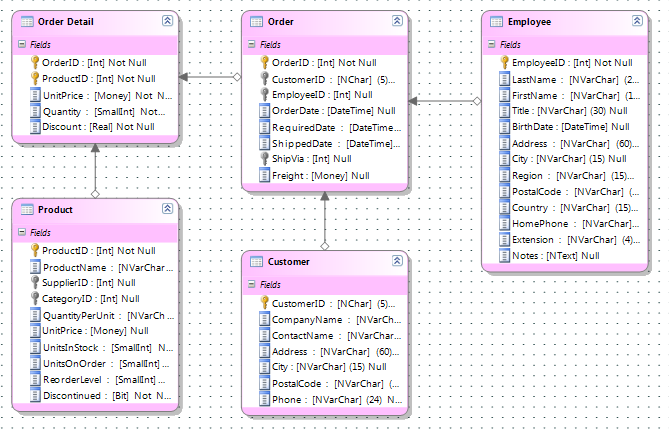 Order Detail
Fields
OrderID : [Int] Not Null
ProductID : [Int] Not Null
UnitPrice : [Money] Not N...
Quantity : [SmallInt] Not...
Discount : [Real] Not Null
Order
Fields
OrderID : [Int] Not Null
CustomerID : [NChar] (5)...
EmployeeID : [Int] Null
OrderDate : [DateTime] Null
RequiredDate : [DateTime...
ShippedDate : [DateTime]...
ShipVia : [Int] Null
Freight : [Money] Null
Employee
Fields
EmployeeID : [Int] Not Null
LastName : [NVarChar] (2...
FirstName : [NVarChar] (1...
Title : [NVarChar] (30) Null
BirthDate : [DateTime] Null
Address : [NVarChar] (60)...
City : [NVarChar] (15) Null
Region : [NVarChar] (15)...
PostalCode : [NVarChar] (...
Country : [NVarChar] (15)...
HomePhone : [NVarChar]...
Extension : [NVarChar] (4)...
Notes : [NText] Null
Product
Fields
ProductID : [Int] Not Null
ProductName : [NVarChar...
SupplierID : [Int] Null
CategoryID : [Int] Null
QuantityPerUnit : [NVarCh...
UnitPrice : [Money] Null
UnitsInStock : [SmallInt] N...
UnitsOnOrder : [SmallInt]...
ReorderLevel : [SmallInt]...
Discontinued : [Bit] Not N...
Customer
Fields
CustomerID : [NChar] (5)...
CompanyName : [NVarCh...
ContactName : [NVarChar...
Address : [NVarChar] (60)...
City : [NVarChar] (15) Null
PostalCode : [NVarChar] (...
Phone : [NVarChar] (24) N...